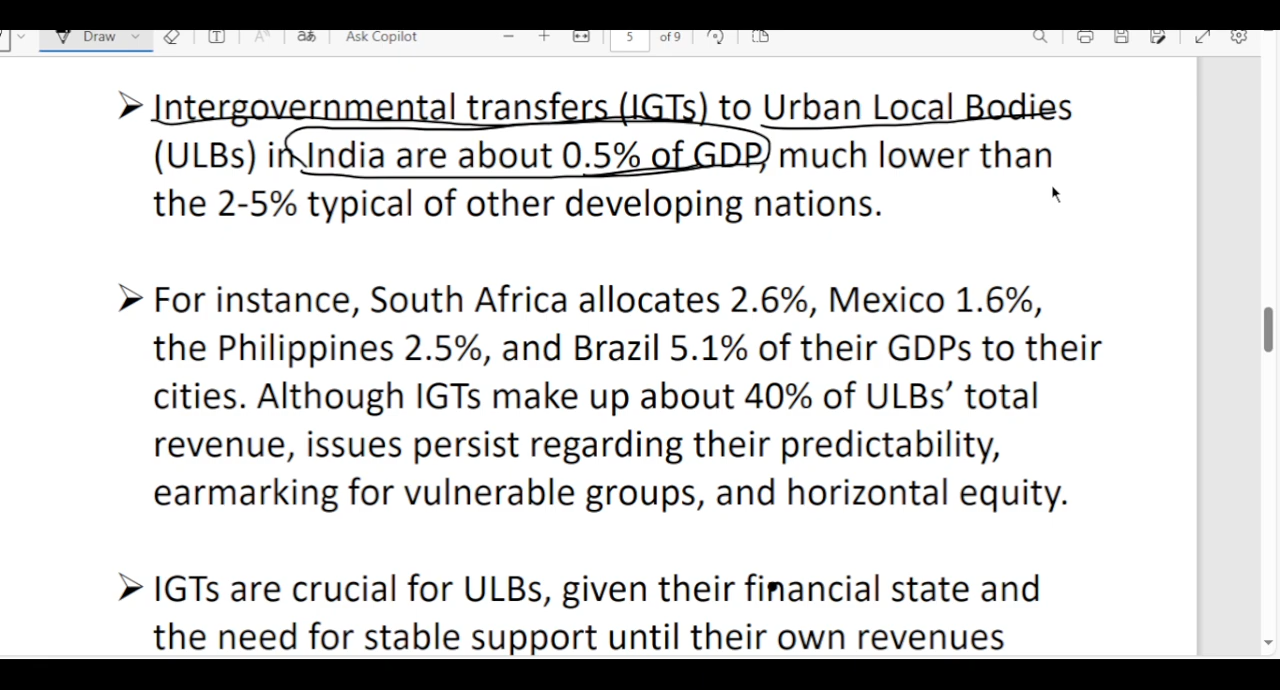 Draw
Ask Copilot
5 of 9
➤ Intergovernmental transfers (IGTs) to Urban Local Bodies
(ULBs) in India are about 0.5% of GDP, much lower than
the 2-5% typical of other developing nations.
➤ For instance, South Africa allocates 2.6%, Mexico 1.6%,
the Philippines 2.5%, and Brazil 5.1% of their GDPs to their
cities. Although IGTs make up about 40% of ULBs’ total
revenue, issues persist regarding their predictability,
earmarking for vulnerable groups, and horizontal equity.
➤ IGTs are crucial for ULBs, given their financial state and
the need for stable support until their own revenues